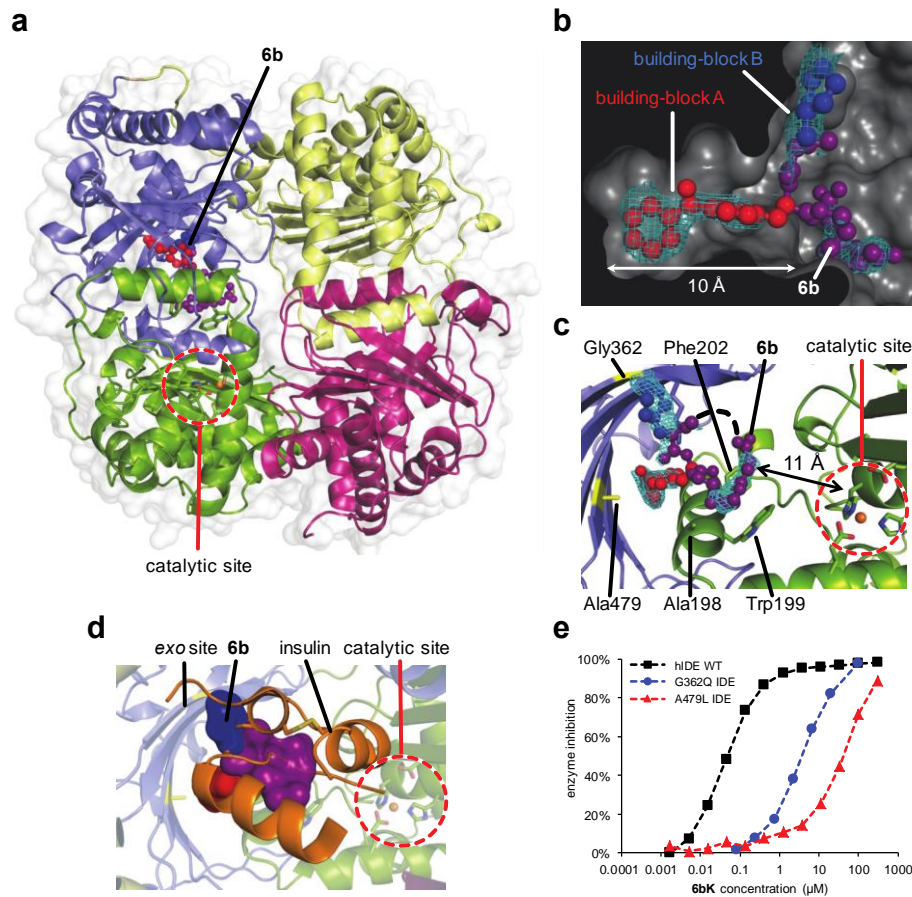 a
6b
catalytic site
b
building-block B
building-block A
10 Å
6b
c
Gly362 Phe202 6b catalytic site
11 Å
Ala479 Ala198 Trp199
d
exo site 6b insulin catalytic site
e
100%
80%
60%
40%
20%
0%
enzyme inhibition
hIDE WT
G362Q IDE
A479L IDE
0.0001 0.001 0.01 0.1 1 10 100 1000
6bK concentration (µM)